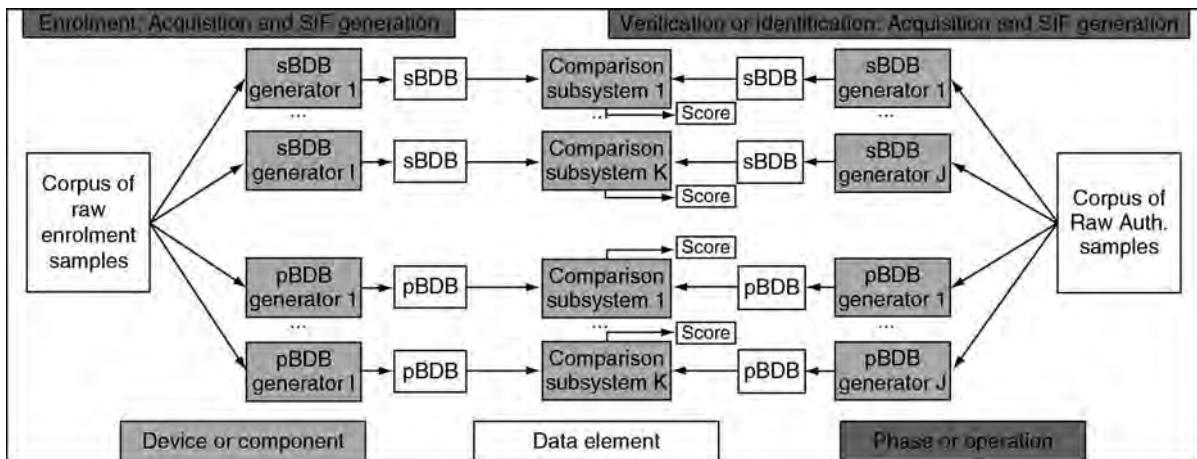 Enrolment: Acquisition and SIF generation
Verification or Identification: Acquisition and SIF generation
sBDB
generator 1
sBDB
Comparison
subsystem 1
sBDB
sBDB
generator 1
...
...
Score
...
sBDB
generator I
sBDB
Comparison
subsystem K
sBDB
sBDB
generator J
Score
Corpus of
raw
enrolment
samples
Corpus of
Raw Auth.
samples
Score
pBDB
generator 1
pBDB
Comparison
subsystem 1
pBDB
pBDB
generator 1
...
...
Score
...
pBDB
generator I
pBDB
Comparison
subsystem K
pBDB
pBDB
generator J
Device or component
Data element
Phase or operation